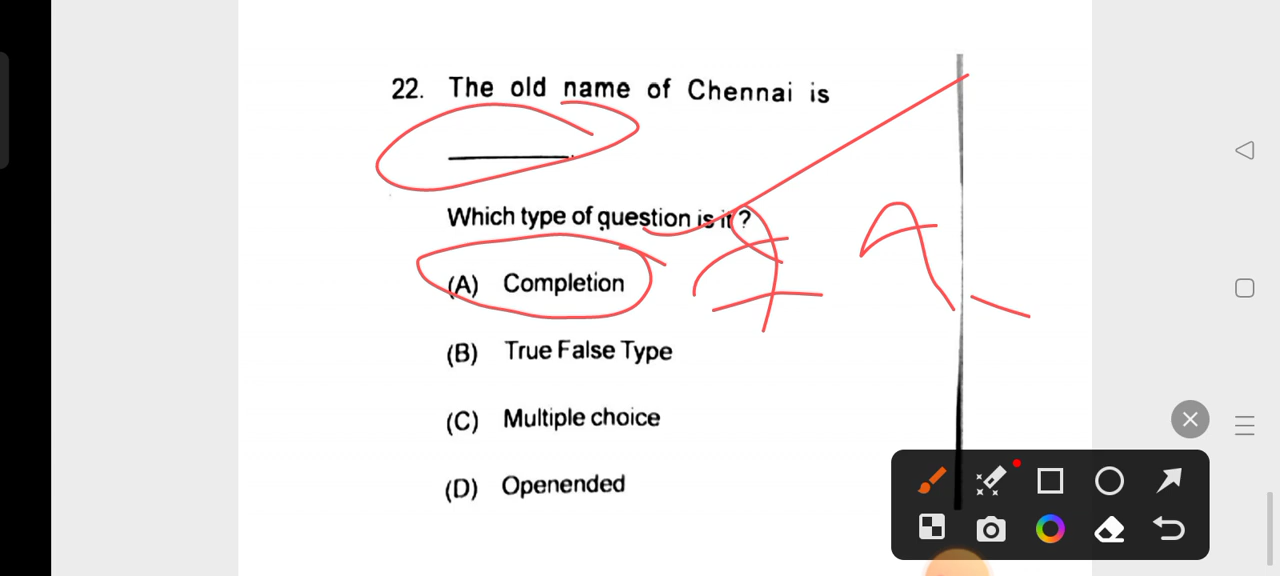 22. The old name of Chennai is
__________.
Which type of question is it?
(A) Completion
(B) True False Type
(C) Multiple choice
(D) Openended